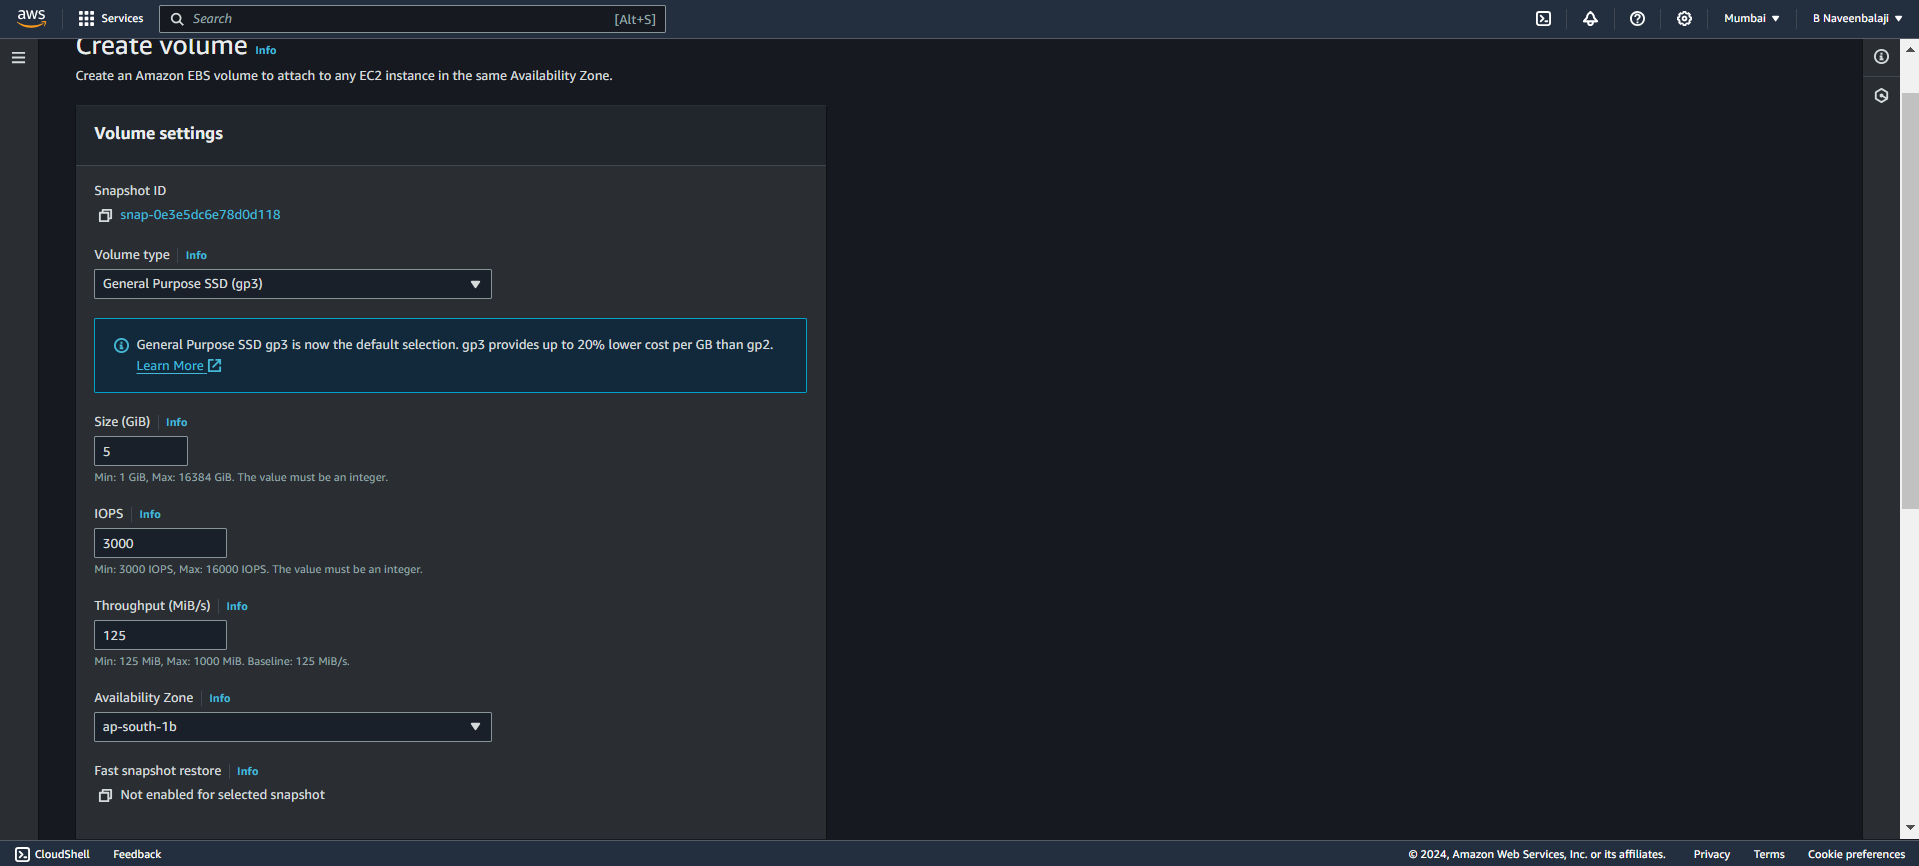 aws
Services
Search
[Alt+S]
Mumbai
B Naveenbalaji
Create volume Info
Create an Amazon EBS volume to attach to any EC2 instance in the same Availability Zone.
Volume settings
Snapshot ID
snap-0e3e5dc6e78d0d118
Volume type Info
General Purpose SSD (gp3)
General Purpose SSD gp3 is now the default selection. gp3 provides up to 20% lower cost per GB than gp2.
Learn More
Size (GiB) Info
5
Min: 1 GiB, Max: 16384 GiB. The value must be an integer.
IOPS Info
3000
Min: 3000 IOPS, Max: 16000 IOPS. The value must be an integer.
Throughput (MiB/s) Info
125
Min: 125 MiB, Max: 1000 MiB. Baseline: 125 MiB/s.
Availability Zone Info
ap-south-1b
Fast snapshot restore Info
Not enabled for selected snapshot
CloudShell
Feedback
© 2024, Amazon Web Services, Inc. or its affiliates.
Privacy
Terms
Cookie preferences